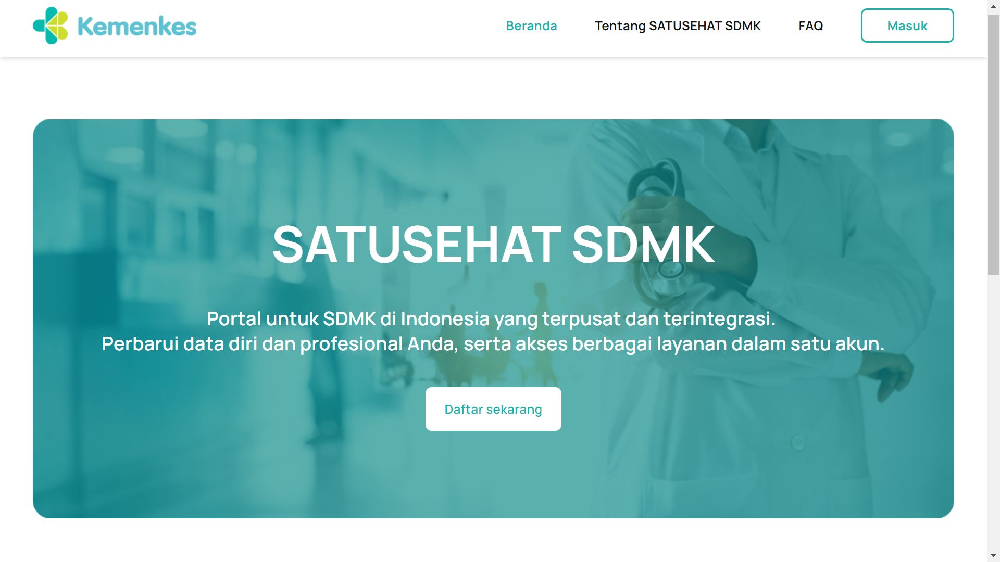 Kemenkes
Beranda
Tentang SATUSEHAT SDMK
FAQ
Masuk
SATUSEHAT SDMK
Portal untuk SDMK di Indonesia yang terpusat dan terintegrasi.
Perbarui data diri dan profesional Anda, serta akses berbagai layanan dalam satu akun.
Daftar sekarang